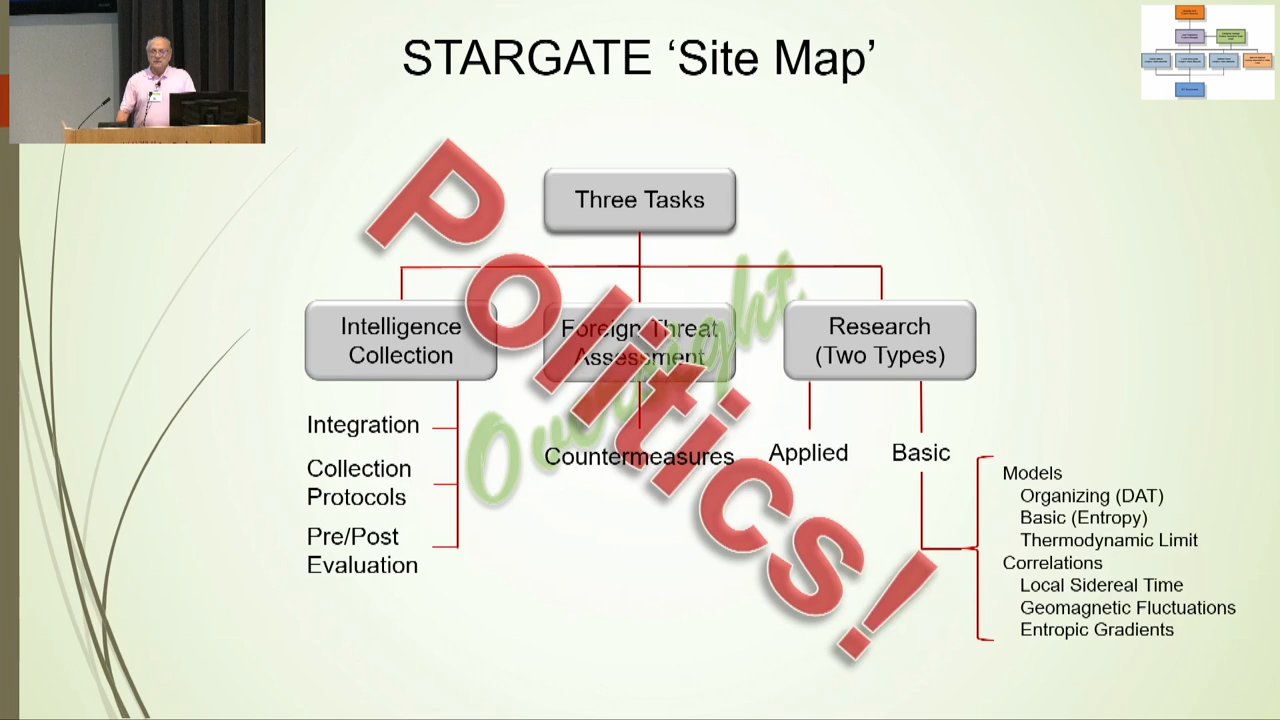 STARGATE ‘Site Map’
Three Tasks
Intelligence
Collection
Foreign Threat
Assessment
Research
(Two Types)
Oversight
Politics!
Integration
Collection
Protocols
Pre/Post
Evaluation
Countermeasures
Applied
Basic
Models
Organizing (DAT)
Basic (Entropy)
Thermodynamic Limit
Correlations
Local Sidereal Time
Geomagnetic Fluctuations
Entropic Gradients